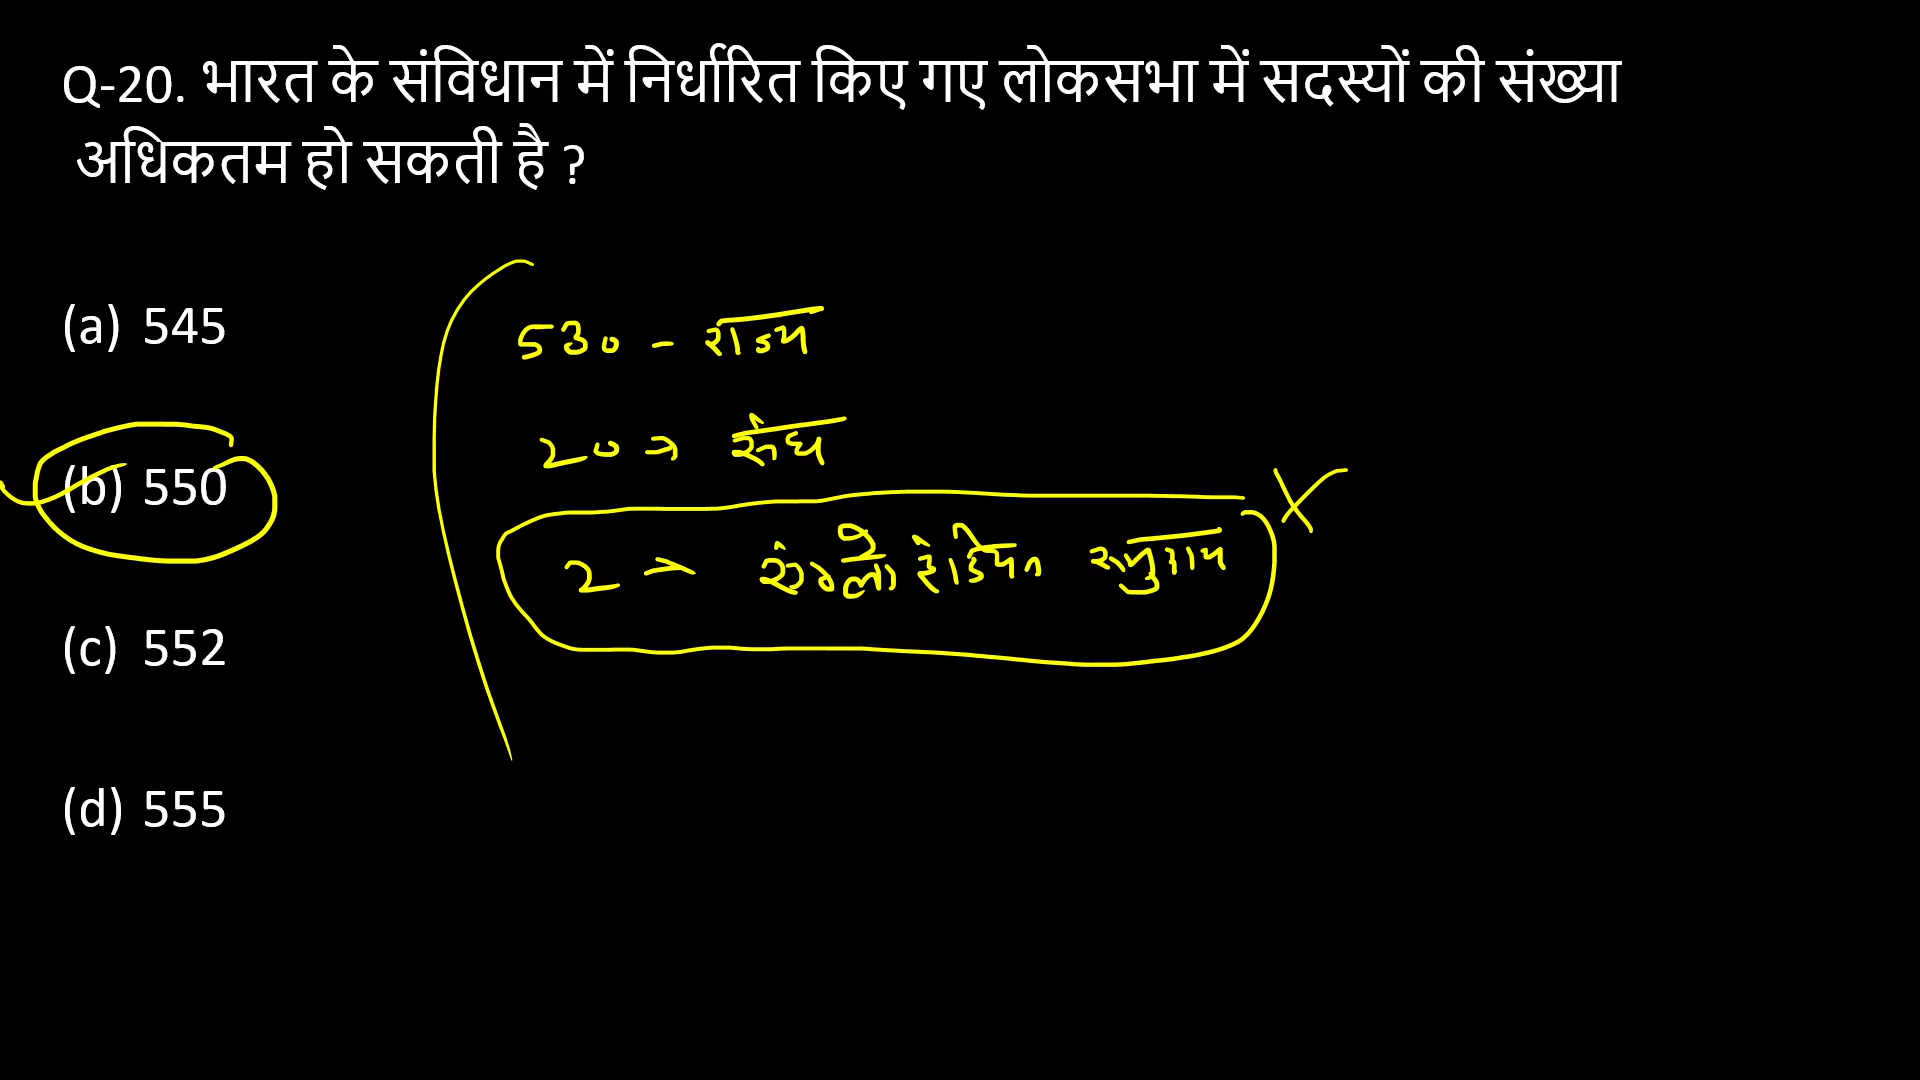 Q-20. भारत के संविधान में निर्धारित किए गए लोकसभा में सदस्यों की संख्या
अधिकतम हो सकती है ?
(a) 545
530 - राज्य
20 → संघ
(b) 550
2 → एंग्लो इंडियन समुदाय
(c) 552
(d) 555